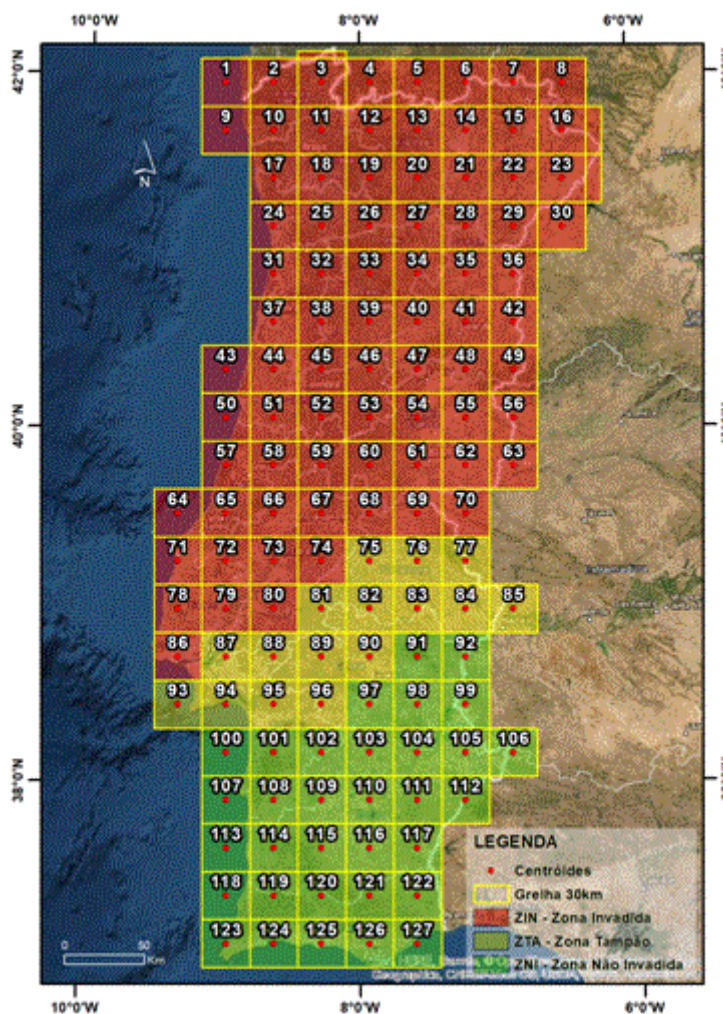 10°0'W 8°0'W 6°0'W
42°0'N
1 2 3 4 5 6 7 8
9 10 11 12 13 14 15 16
17 18 19 20 21 22 23
N
24 25 26 27 28 29 30
31 32 33 34 35 36
37 38 39 40 41 42
43 44 45 46 47 48 49
50 51 52 53 54 55 56
40°0'N
57 58 59 60 61 62 63
64 65 66 67 68 69 70
71 72 73 74 75 76 77
78 79 80 81 82 83 84 85
86 87 88 89 90 91 92
93 94 95 96 97 98 99
100 101 102 103 104 105 106
38°0'N
107 108 109 110 111 112
113 114 115 116 117
118 119 120 121 122
123 124 125 126 127
LEGENDA
Centróides
Grelha 30km
ZIN - Zona Invadida
ZTA - Zona Tampão
ZNI - Zona Não Invadida
0 50
Km
10°0'W 8°0'W 6°0'W